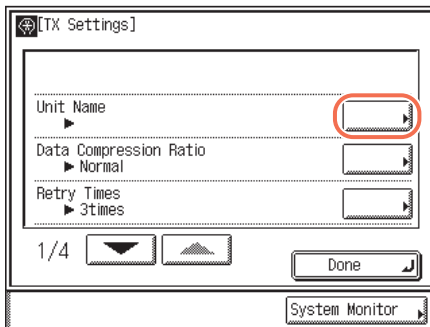 [TX Settings]
Unit Name
▶
Data Compression Ratio
▶ Normal
Retry Times
▶ 3times
1/4
Done
System Monitor